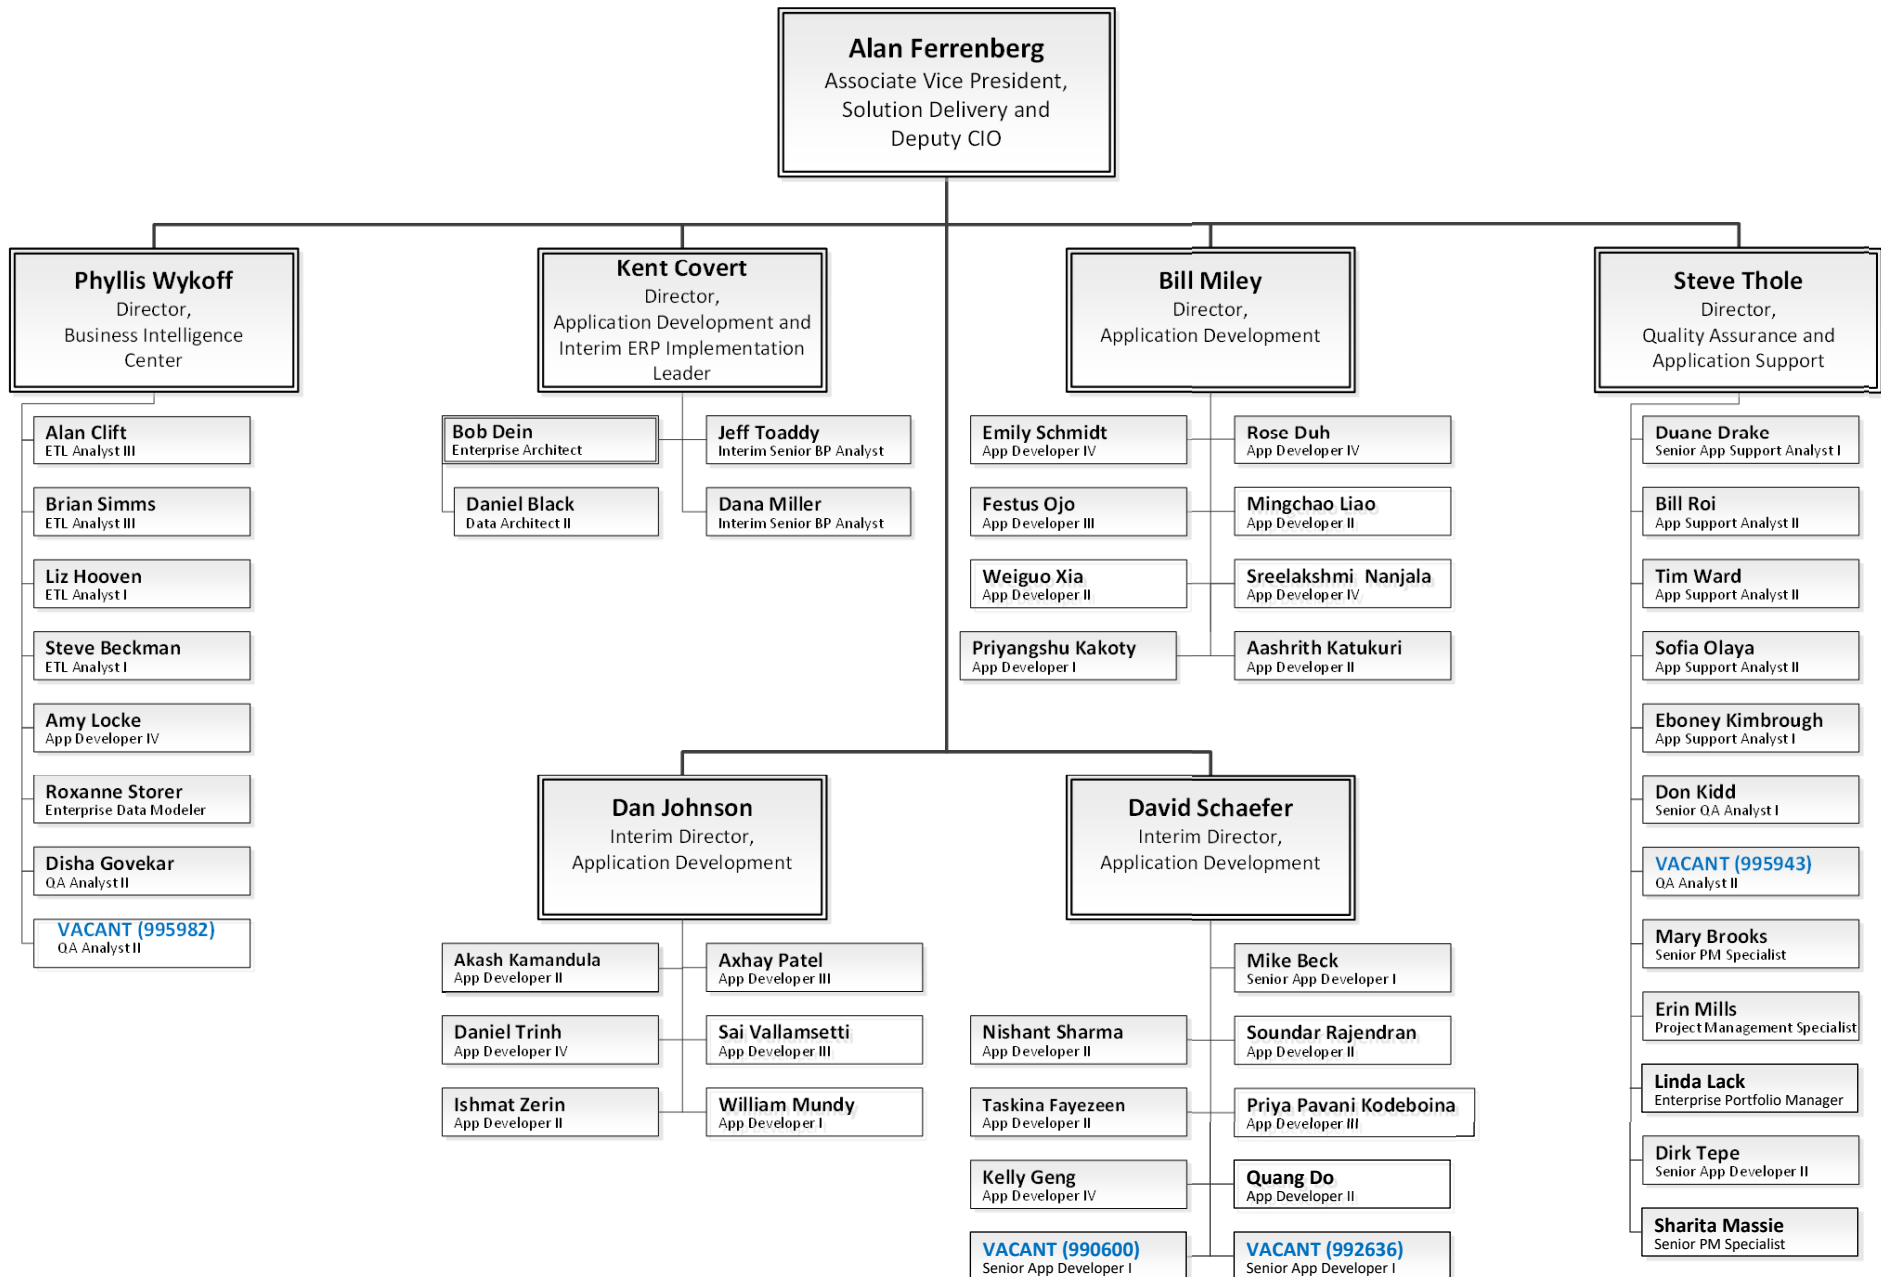 Alan Ferrenberg
Associate Vice President,
Solution Delivery and
Deputy CIO
Phyllis Wykoff
Director,
Business Intelligence
Center
Alan Clift
ETL Analyst III
Brian Simms
ETL Analyst III
Liz Hooven
ETL Analyst I
Steve Beckman
ETL Analyst I
Amy Locke
App Developer IV
Roxanne Storer
Enterprise Data Modeler
Disha Govekar
QA Analyst II
VACANT (995982)
QA Analyst II
Kent Covert
Director,
Application Development and
Interim ERP Implementation
Leader
Bob Dein
Enterprise Architect
Jeff Toaddy
Interim Senior BP Analyst
Daniel Black
Data Architect II
Dana Miller
Interim Senior BP Analyst
Bill Miley
Director,
Application Development
Emily Schmidt
App Developer IV
Rose Duh
App Developer IV
Festus Ojo
App Developer III
Mingchao Liao
App Developer II
Weiguo Xia
App Developer II
Sreelakshmi  Nanjala
App Developer IV
Priyangshu Kakoty
App Developer I
Aashrith Katukuri
App Developer II
Steve Thole
Director,
Quality Assurance and
Application Support
Duane Drake
Senior App Support Analyst I
Bill Roi
App Support Analyst II
Tim Ward
App Support Analyst II
Sofia Olaya
App Support Analyst II
Eboney Kimbrough
App Support Analyst I
Don Kidd
Senior QA Analyst I
VACANT (995943)
QA Analyst II
Mary Brooks
Senior PM Specialist
Erin Mills
Project Management Specialist
Linda Lack
Enterprise Portfolio Manager
Dirk Tepe
Senior App Developer II
Sharita Massie
Senior PM Specialist
Dan Johnson
Interim Director,
Application Development
Akash Kamandula
App Developer II
Axhay Patel
App Developer III
Daniel Trinh
App Developer IV
Sai Vallamsetti
App Developer III
Ishmat Zerin
App Developer II
William Mundy
App Developer I
David Schaefer
Interim Director,
Application Development
Mike Beck
Senior App Developer I
Nishant Sharma
App Developer II
Soundar Rajendran
App Developer II
Taskina Fayezeen
App Developer II
Priya Pavani Kodeboina
App Developer III
Kelly Geng
App Developer IV
Quang Do
App Developer II
VACANT (990600)
Senior App Developer I
VACANT (992636)
Senior App Developer I